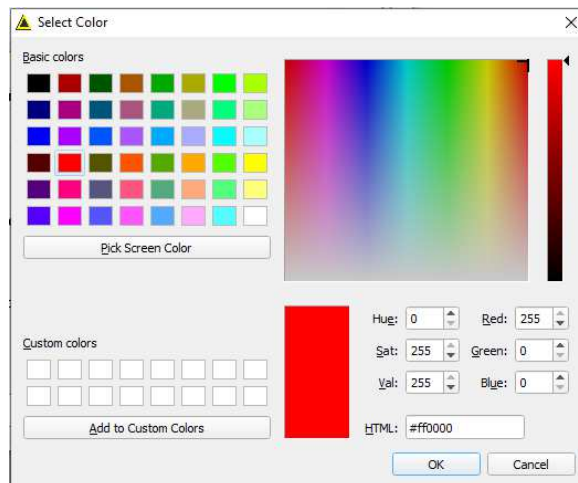 Select Color
Basic colors
Pick Screen Color
Custom colors
Add to Custom Colors
Hue: 0
Red: 255
Sat: 255
Green: 0
Val: 255
Blue: 0
HTML: #ff0000
OK
Cancel